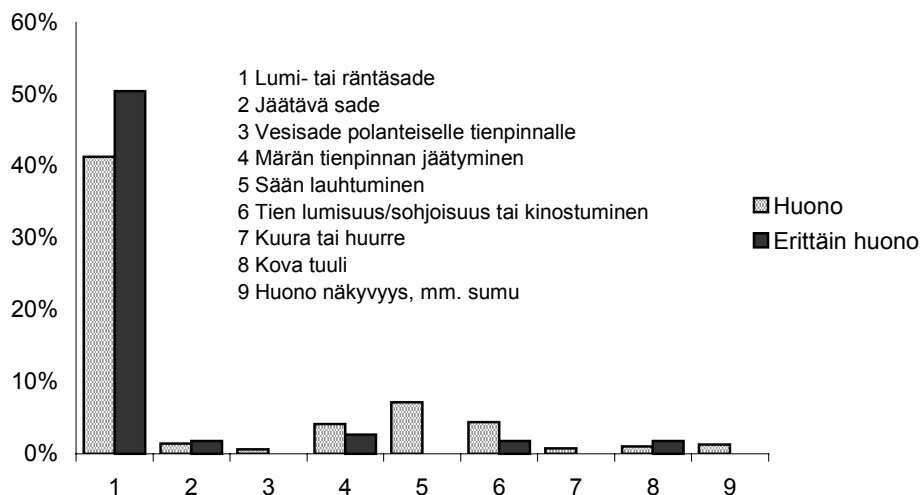 60%
50%
40%
30%
20%
10%
0%
1 Lumi- tai räntäsade
2 Jäätävä sade
3 Vesisade polanteiselle tienpinnalle
4 Märän tienpinnan jäätyminen
5 Sään lauhtuminen
6 Tien lumisuus/sohjoisuus tai kinostuminen
7 Kuura tai huurre
8 Kova tuuli
9 Huono näkyvyys, mm. sumu
Huono
Erittäin huono
1 2 3 4 5 6 7 8 9